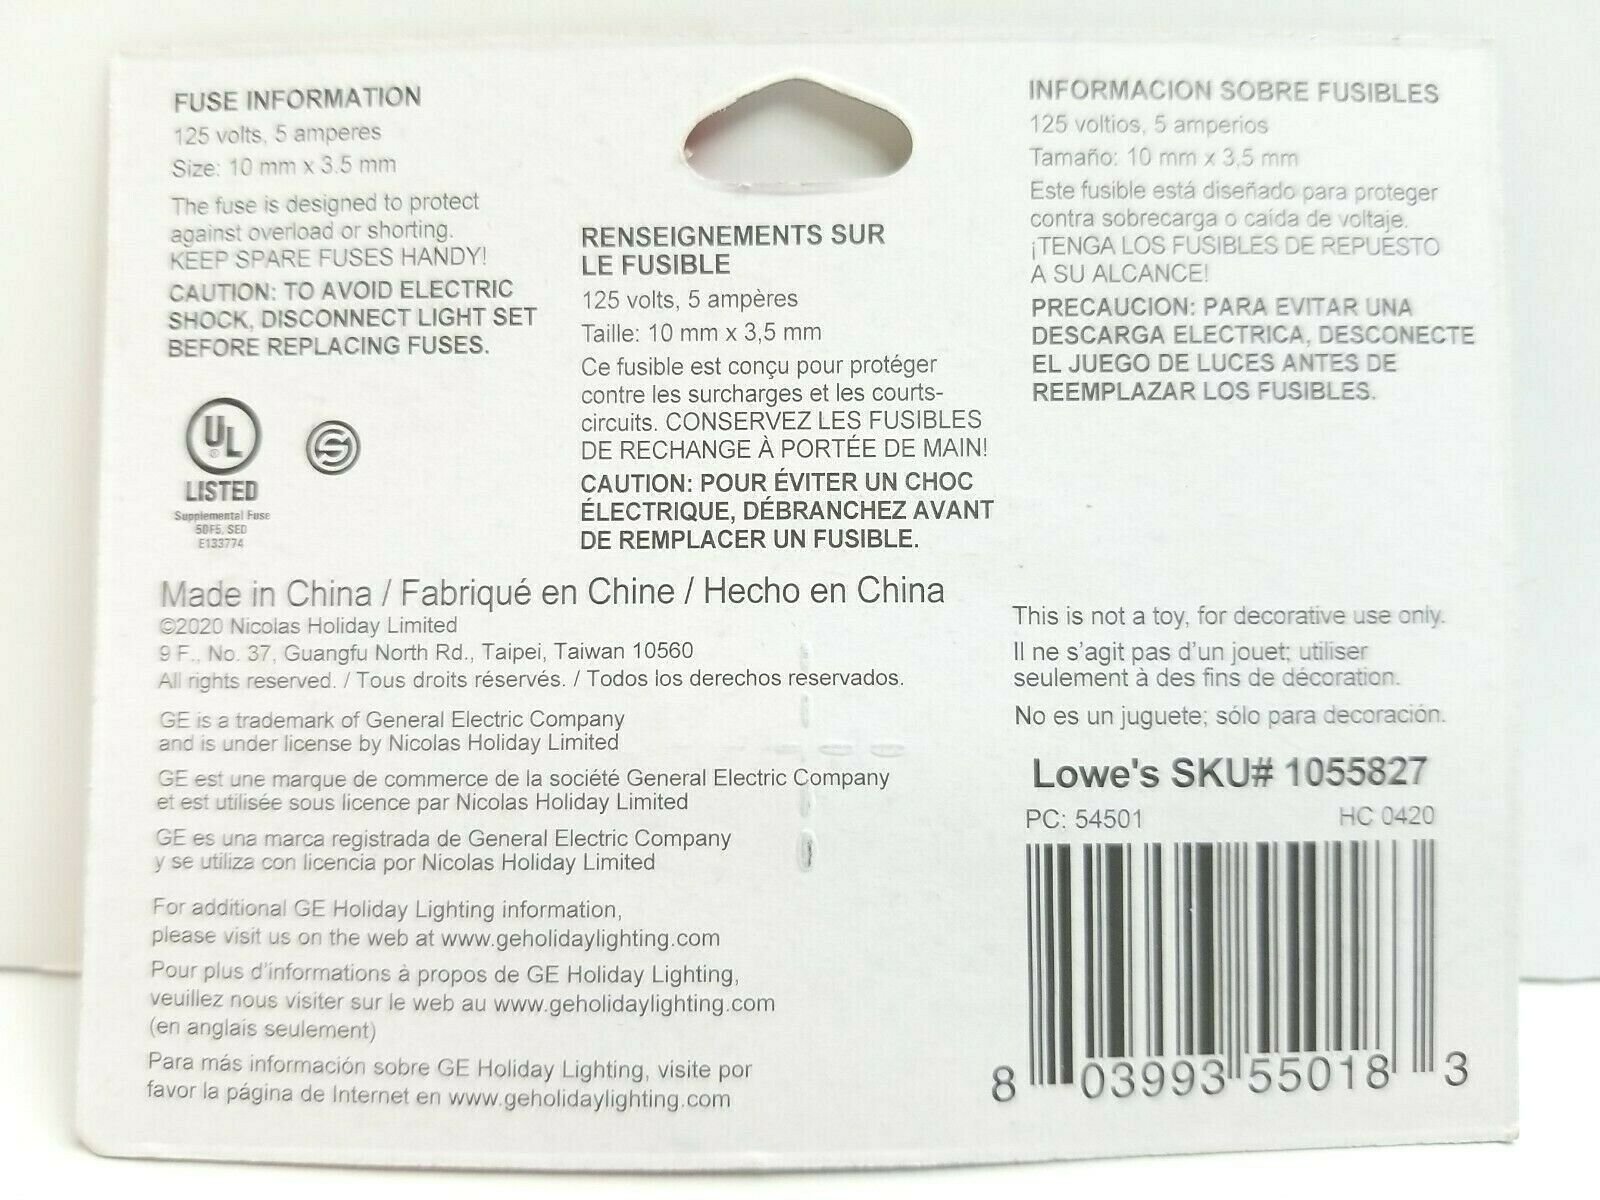 FUSE INFORMATION
125 volts, 5 amperes
Size: 10 mm x 3.5 mm
The fuse is designed to protect
against overload or shorting.
KEEP SPARE FUSES HANDY!
CAUTION: TO AVOID ELECTRIC
SHOCK, DISCONNECT LIGHT SET
BEFORE REPLACING FUSES.
UL
®
LISTED
Supplemental Fuse
50F5, SED
E133774
RENSEIGNEMENTS SUR
LE FUSIBLE
125 volts, 5 ampères
Taille: 10 mm x 3,5 mm
Ce fusible est conçu pour protéger
contre les surcharges et les courts-
circuits. CONSERVEZ LES FUSIBLES
DE RECHANGE À PORTÉE DE MAIN!
CAUTION: POUR ÉVITER UN CHOC
ÉLECTRIQUE, DÉBRANCHEZ AVANT
DE REMPLACER UN FUSIBLE.
INFORMACION SOBRE FUSIBLES
125 voltios, 5 amperios
Tamaño: 10 mm x 3,5 mm
Este fusible está diseñado para proteger
contra sobrecarga o caída de voltaje.
¡TENGA LOS FUSIBLES DE REPUESTO
A SU ALCANCE!
PRECAUCION: PARA EVITAR UNA
DESCARGA ELECTRICA, DESCONECTE
EL JUEGO DE LUCES ANTES DE
REEMPLAZAR LOS FUSIBLES.
Made in China / Fabriqué en Chine / Hecho en China
©2020 Nicolas Holiday Limited
9 F., No. 37, Guangfu North Rd., Taipei, Taiwan 10560
All rights reserved. / Tous droits réservés. / Todos los derechos reservados.
GE is a trademark of General Electric Company
and is under license by Nicolas Holiday Limited
GE est une marque de commerce de la société General Electric Company
et est utilisée sous licence par Nicolas Holiday Limited
GE es una marca registrada de General Electric Company
y se utiliza con licencia por Nicolas Holiday Limited
For additional GE Holiday Lighting information,
please visit us on the web at www.geholidaylighting.com
Pour plus d'informations à propos de GE Holiday Lighting,
veuillez nous visiter sur le web au www.geholidaylighting.com
(en anglais seulement)
Para más información sobre GE Holiday Lighting, visite por
favor la página de Internet en www.geholidaylighting.com
This is not a toy, for decorative use only.
Il ne s'agit pas d'un jouet; utiliser
seulement à des fins de décoration.
No es un juguete; sólo para decoración.
Lowe's SKU# 1055827
PC: 54501 HC 0420
8 03993 55018 3